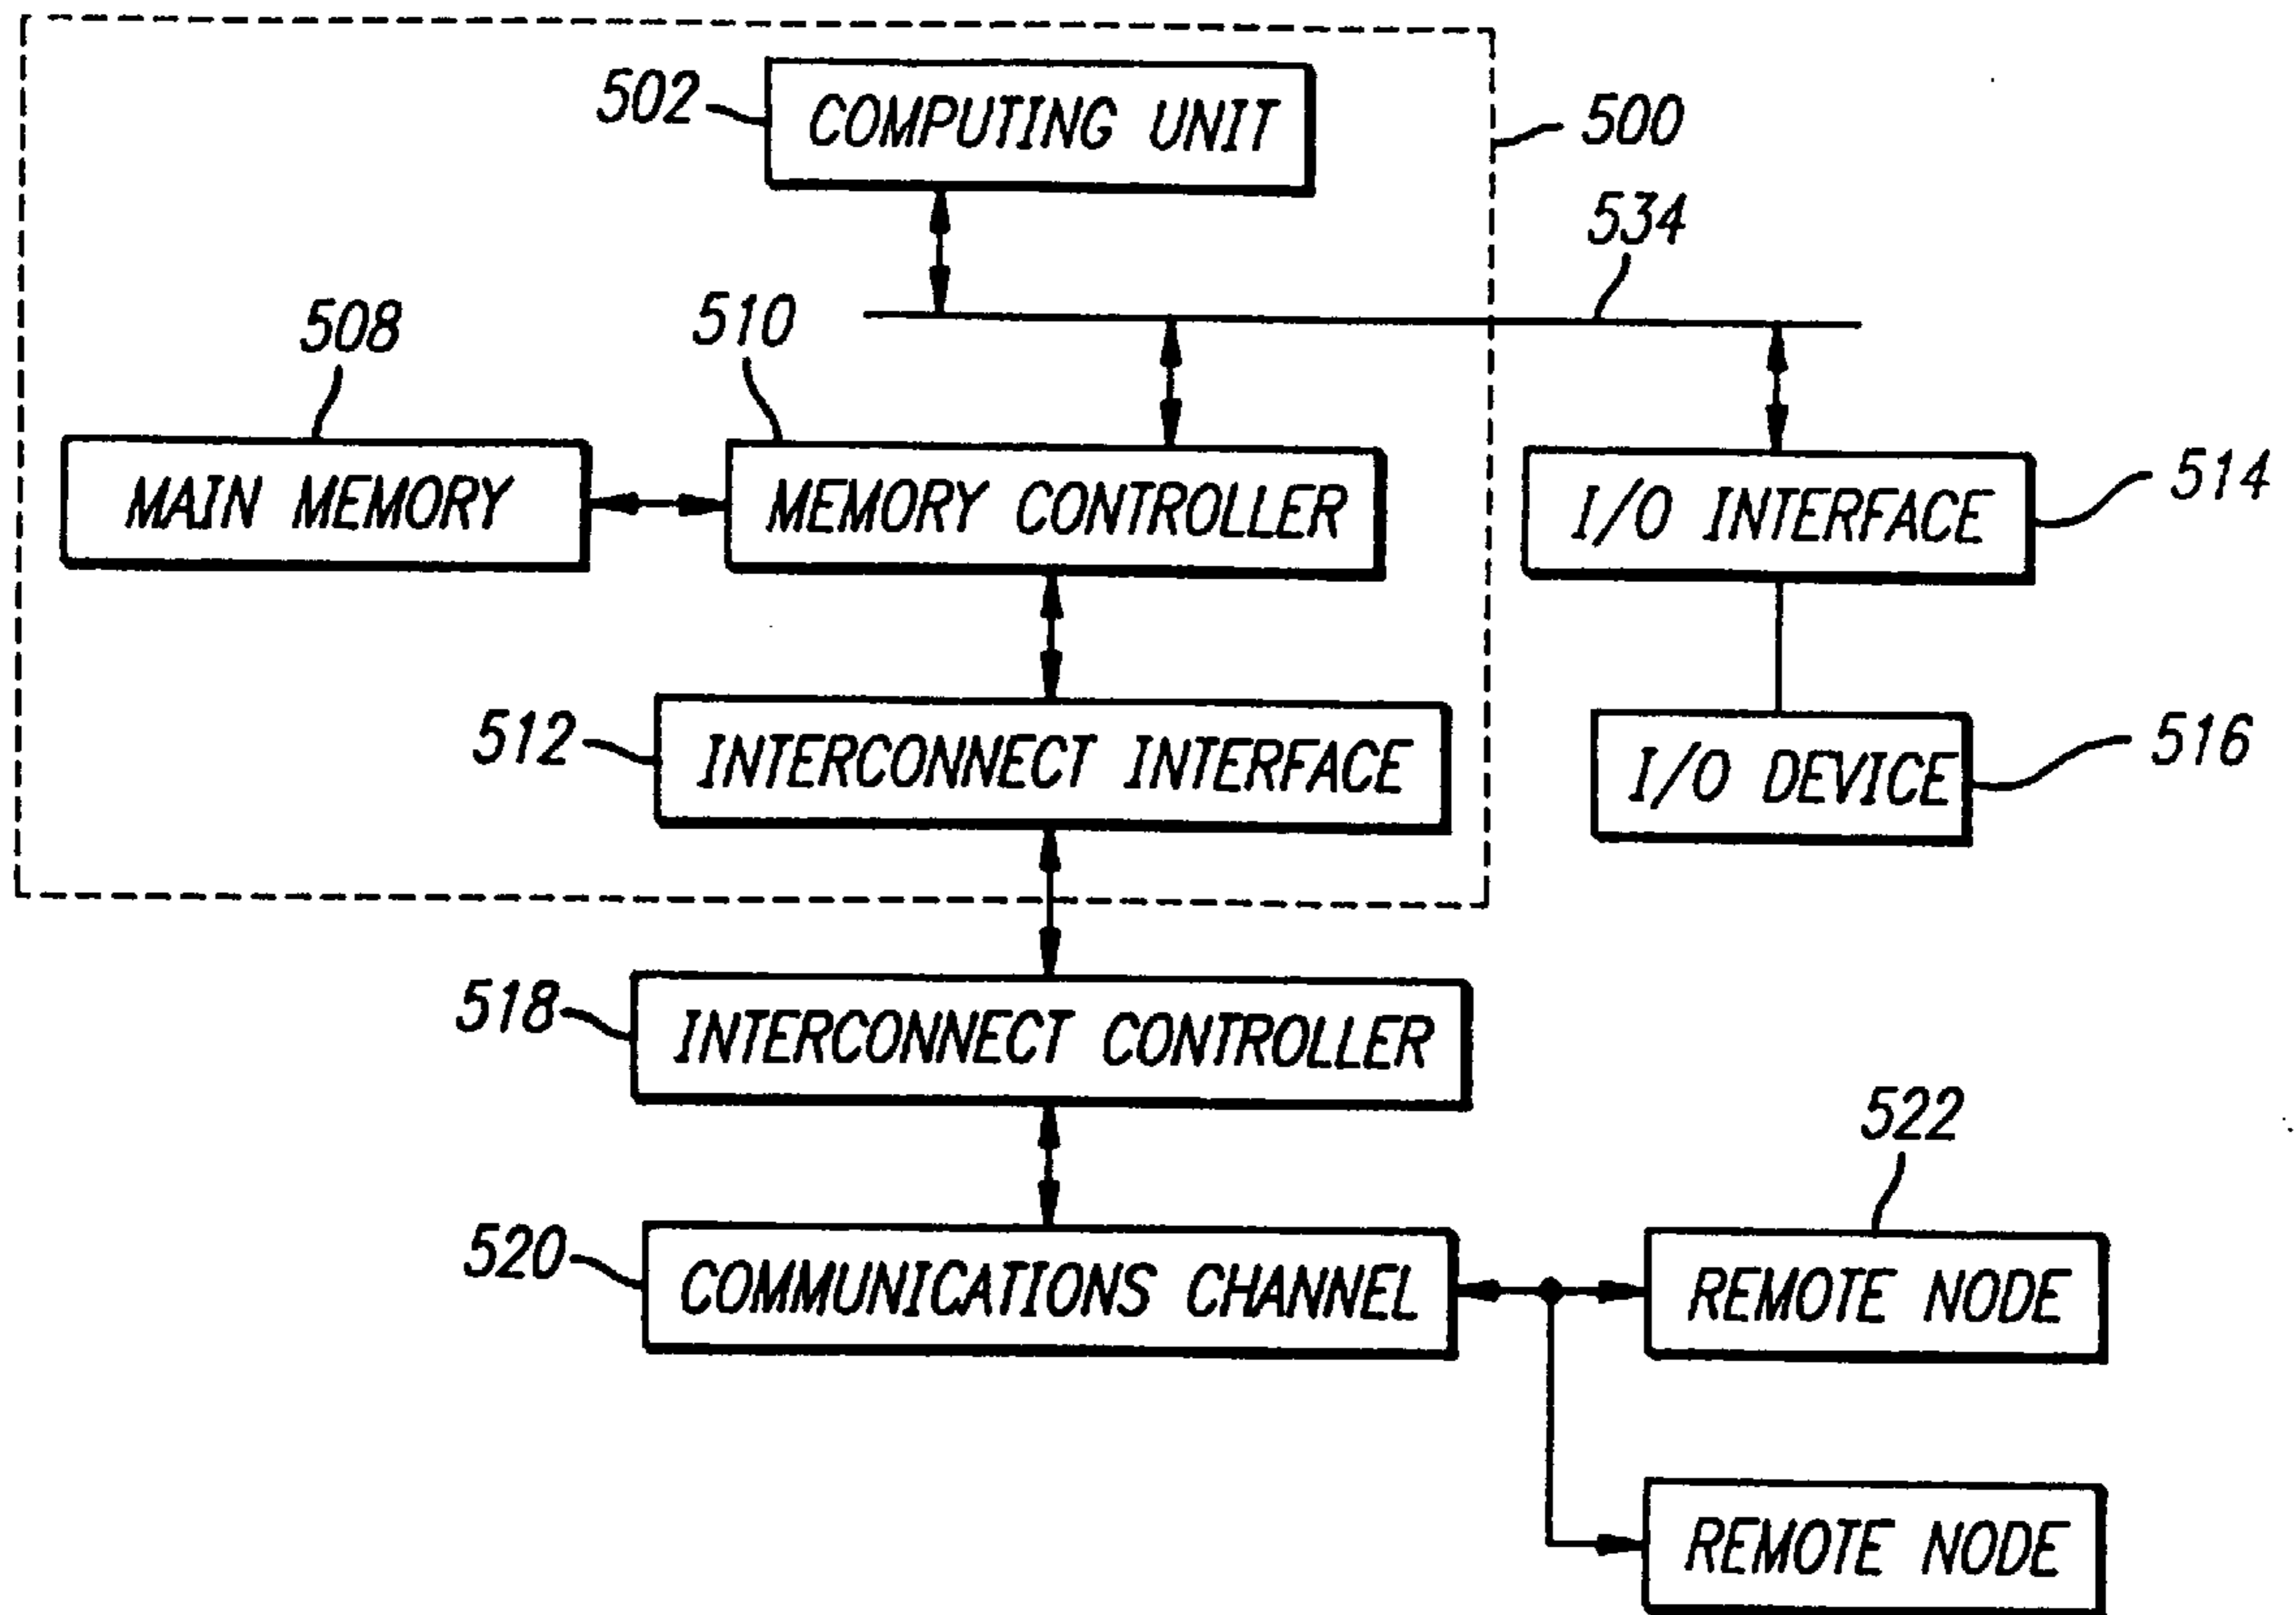 502
COMPUTING UNIT
500
534
508
510
MAIN MEMORY
MEMORY CONTROLLER
I/O INTERFACE
514
512
INTERCONNECT INTERFACE
I/O DEVICE
516
518
INTERCONNECT CONTROLLER
522
520
COMMUNICATIONS CHANNEL
REMOTE NODE
REMOTE NODE